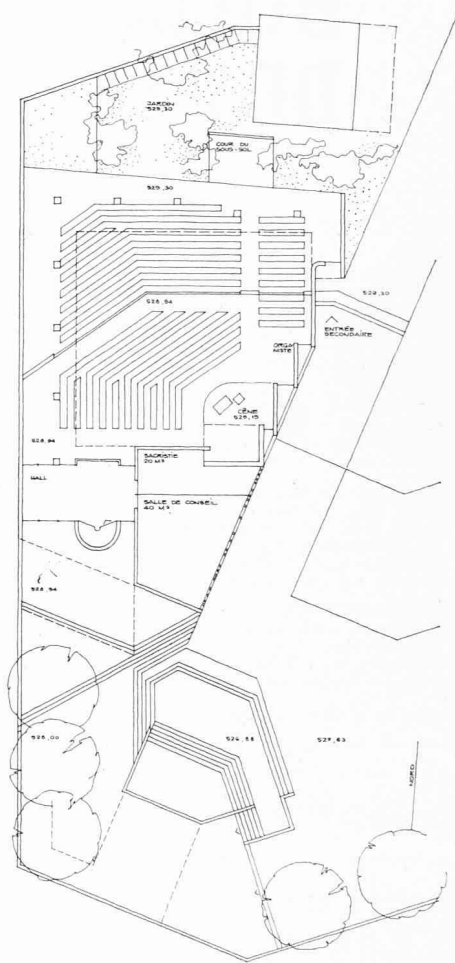 JARDIN
529,30
COUR DU
SOUS-SOL
529,30
528,94
529,30
ENTRÉE
SECONDAIRE
ORGA
NISTE
CÈNE
529,15
528,94
SACRISTIE
20 M²
HALL
SALLE DE CONSEIL
40 M²
528,94
528,00
526,88
527,63
NORD